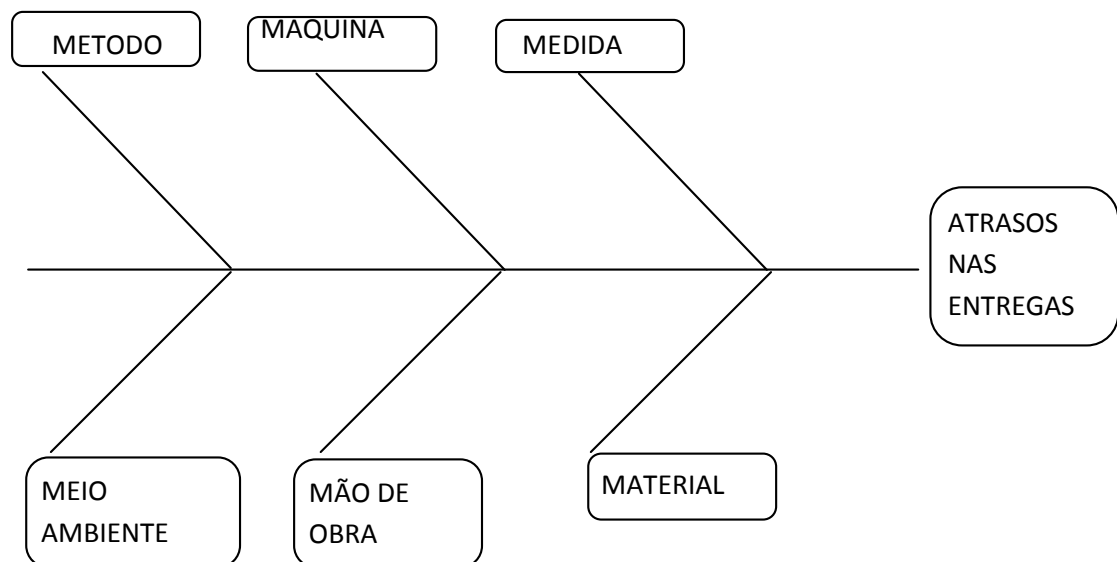 METODO
MAQUINA
MEDIDA
ATRASOS
NAS
ENTREGAS
MEIO
AMBIENTE
MÃO DE
OBRA
MATERIAL